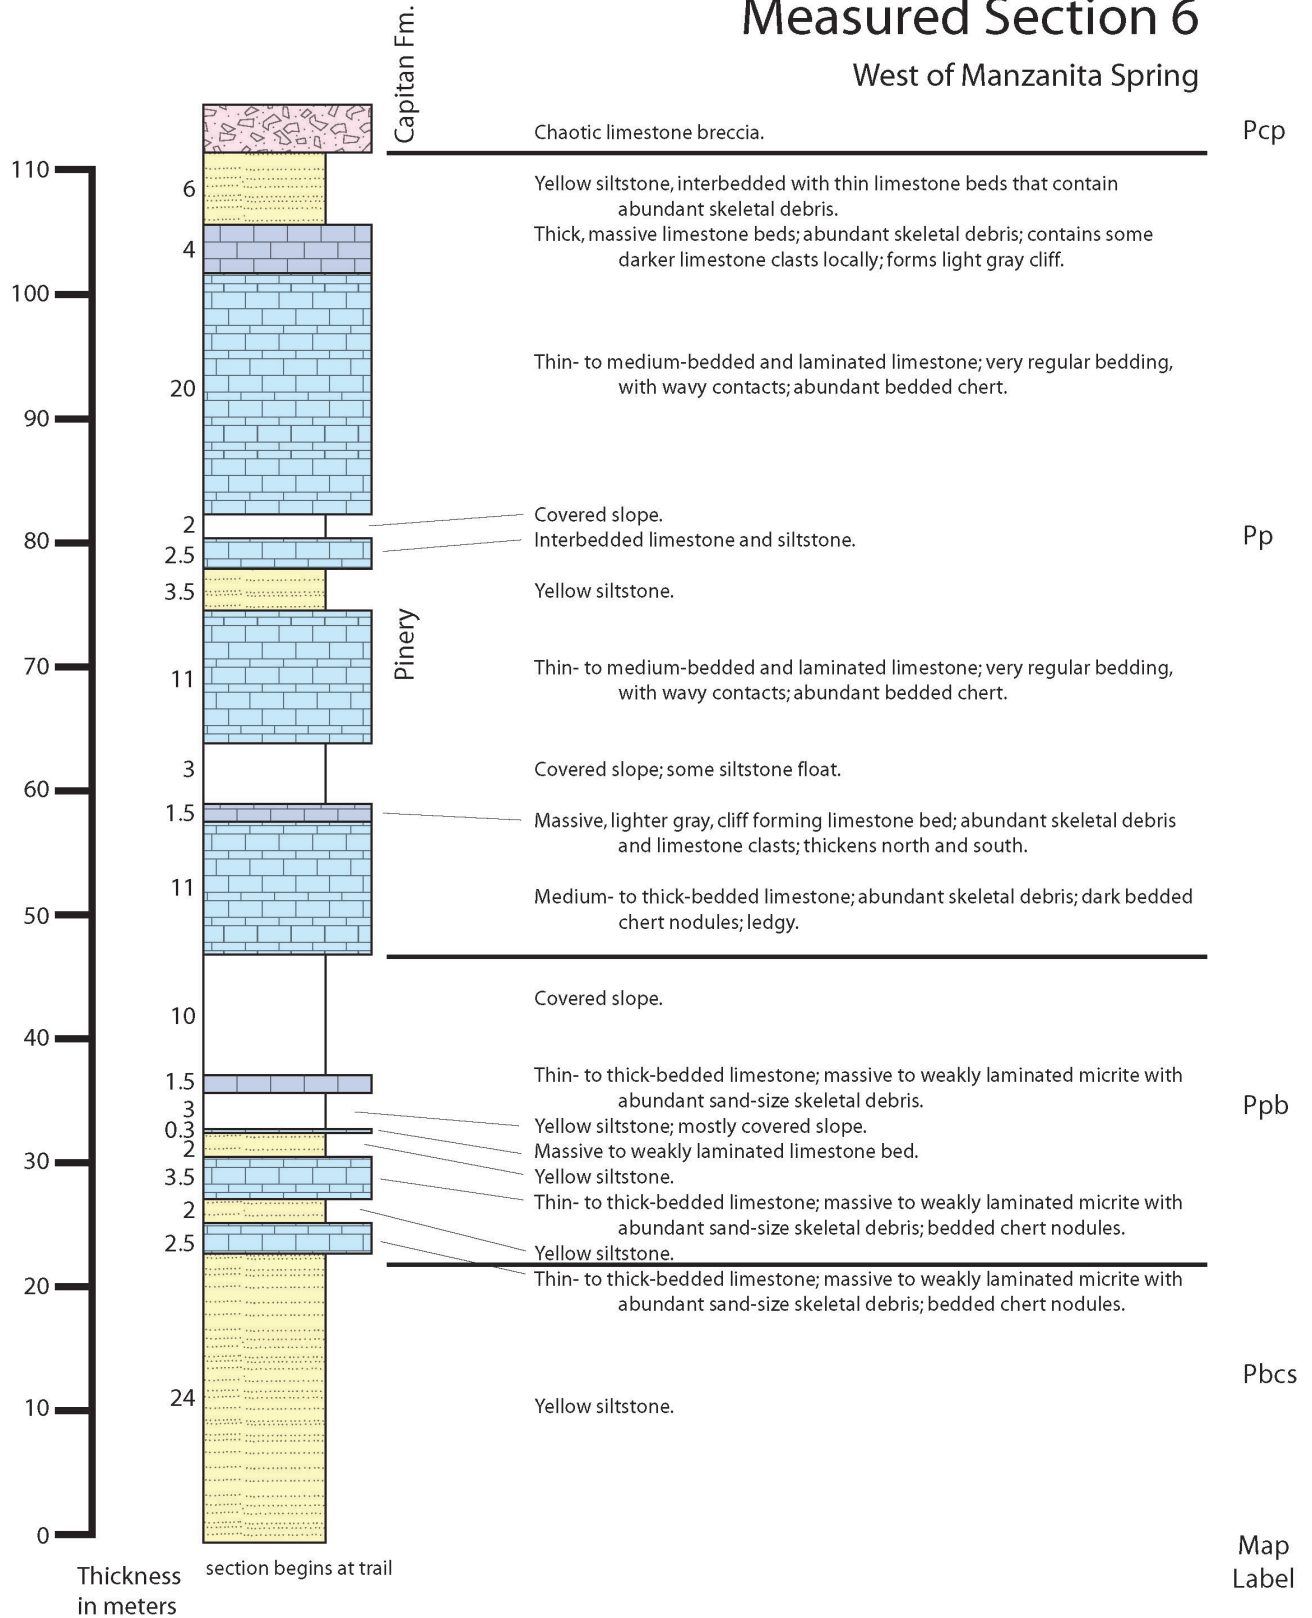 Measured Section 6
West of Manzanita Spring
Capitan Fm.
Chaotic limestone breccia.
Pcp
110
6
Yellow siltstone, interbedded with thin limestone beds that contain
abundant skeletal debris.
4
Thick, massive limestone beds; abundant skeletal debris; contains some
darker limestone clasts locally; forms light gray cliff.
100
20
Thin- to medium-bedded and laminated limestone; very regular bedding,
with wavy contacts; abundant bedded chert.
90
2
Covered slope.
80
2.5
Interbedded limestone and siltstone.
Pp
3.5
Yellow siltstone.
Pinery
70
11
Thin- to medium-bedded and laminated limestone; very regular bedding,
with wavy contacts; abundant bedded chert.
3
Covered slope; some siltstone float.
60
1.5
Massive, lighter gray, cliff forming limestone bed; abundant skeletal debris
and limestone clasts; thickens north and south.
11
Medium- to thick-bedded limestone; abundant skeletal debris; dark bedded
chert nodules; ledgy.
50
10
Covered slope.
40
1.5
Thin- to thick-bedded limestone; massive to weakly laminated micrite with
abundant sand-size skeletal debris.
Ppb
3
Yellow siltstone; mostly covered slope.
0.3
Massive to weakly laminated limestone bed.
2
Yellow siltstone.
30
3.5
Thin- to thick-bedded limestone; massive to weakly laminated micrite with
abundant sand-size skeletal debris; bedded chert nodules.
2
Yellow siltstone.
2.5
Thin- to thick-bedded limestone; massive to weakly laminated micrite with
abundant sand-size skeletal debris; bedded chert nodules.
20
Pbcs
24
Yellow siltstone.
10
0
section begins at trail
Thickness
in meters
Map
Label